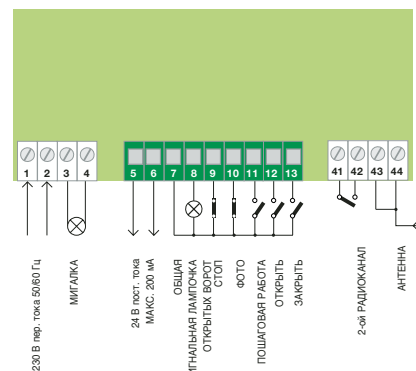 1 2 3 4
5 6 7 8 9 10 11 12 13
41 42 43 44
230 В пер. тока 50/60 Гц
МИГАЛКА
24 В пост. тока
МАКС. 200 мА
ОБЩАЯ
ИГНАЛЬНАЯ ЛАМПОЧКА
ОТКРЫТЫХ ВОРОТ
СТОП
ФОТО
ПОШАГОВАЯ РАБОТА
ОТКРЫТЬ
ЗАКРЫТЬ
2-ой РАДИОКАНАЛ
АНТЕННА